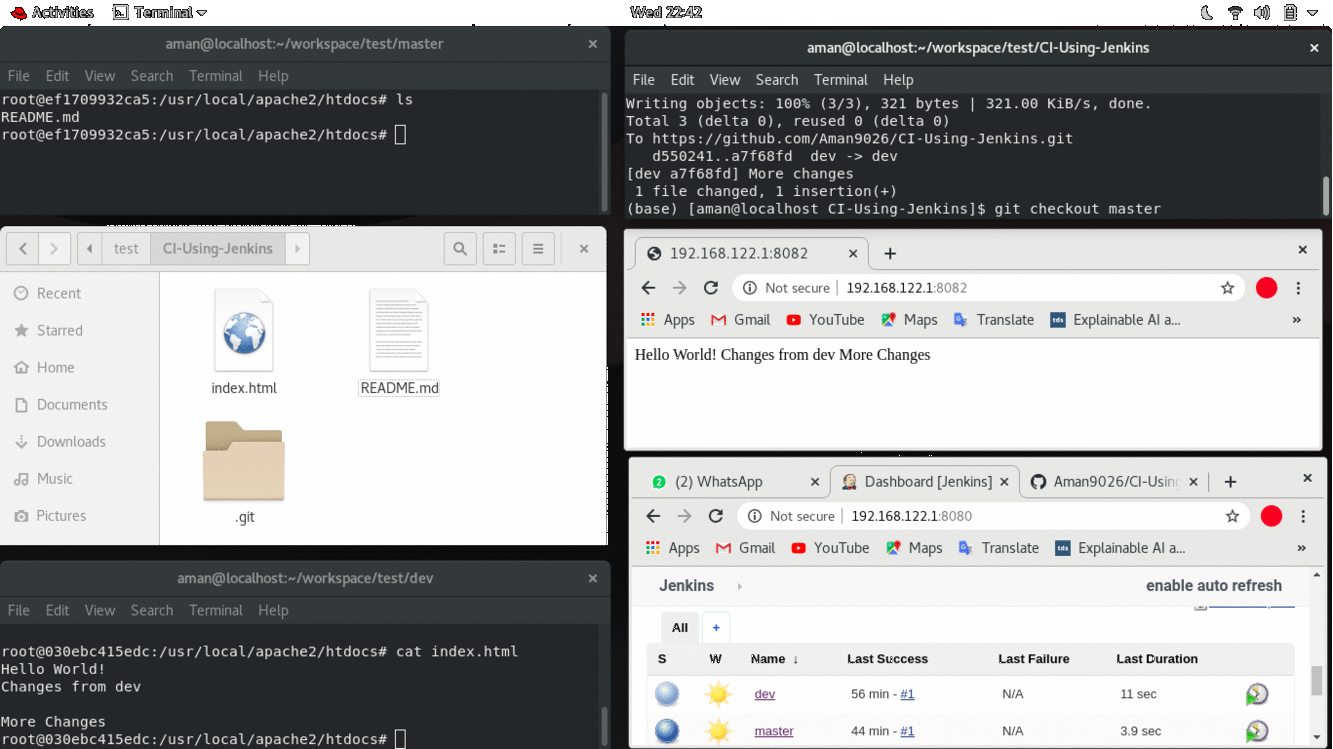 Activities Terminal Wed 22:42
aman@localhost:~/workspace/test/master
File Edit View Search Terminal Help
root@ef1709932ca5:/usr/local/apache2/htdocs# ls
README.md
root@ef1709932ca5:/usr/local/apache2/htdocs#
aman@localhost:~/workspace/test/CI-Using-Jenkins
File Edit View Search Terminal Help
Writing objects: 100% (3/3), 321 bytes | 321.00 KiB/s, done.
Total 3 (delta 0), reused 0 (delta 0)
To https://github.com/Aman9026/CI-Using-Jenkins.git
d550241..a7f68fd dev -> dev
[dev a7f68fd] More changes
1 file changed, 1 insertion(+)
(base) [aman@localhost CI-Using-Jenkins]$ git checkout master
test CI-Using-Jenkins
Recent
Starred
Home
Documents
Downloads
Music
Pictures
index.html README.md
.git
192.168.122.1:8082
Not secure | 192.168.122.1:8082
Apps Gmail YouTube Maps Translate tds Explainable AI a... »
Hello World! Changes from dev More Changes
aman@localhost:~/workspace/test/dev
File Edit View Search Terminal Help
root@030ebc415edc:/usr/local/apache2/htdocs# cat index.html
Hello World!
Changes from dev
More Changes
root@030ebc415edc:/usr/local/apache2/htdocs#
2 (2) WhatsApp Dashboard [Jenkins] Aman9026/CI-Using
Not secure | 192.168.122.1:8080
Apps Gmail YouTube Maps Translate tds Explainable AI a... »
Jenkins enable auto refresh
All +
S W Name ↓ Last Success Last Failure Last Duration
dev 56 min - #1 N/A 11 sec
master 44 min - #1 N/A 3.9 sec